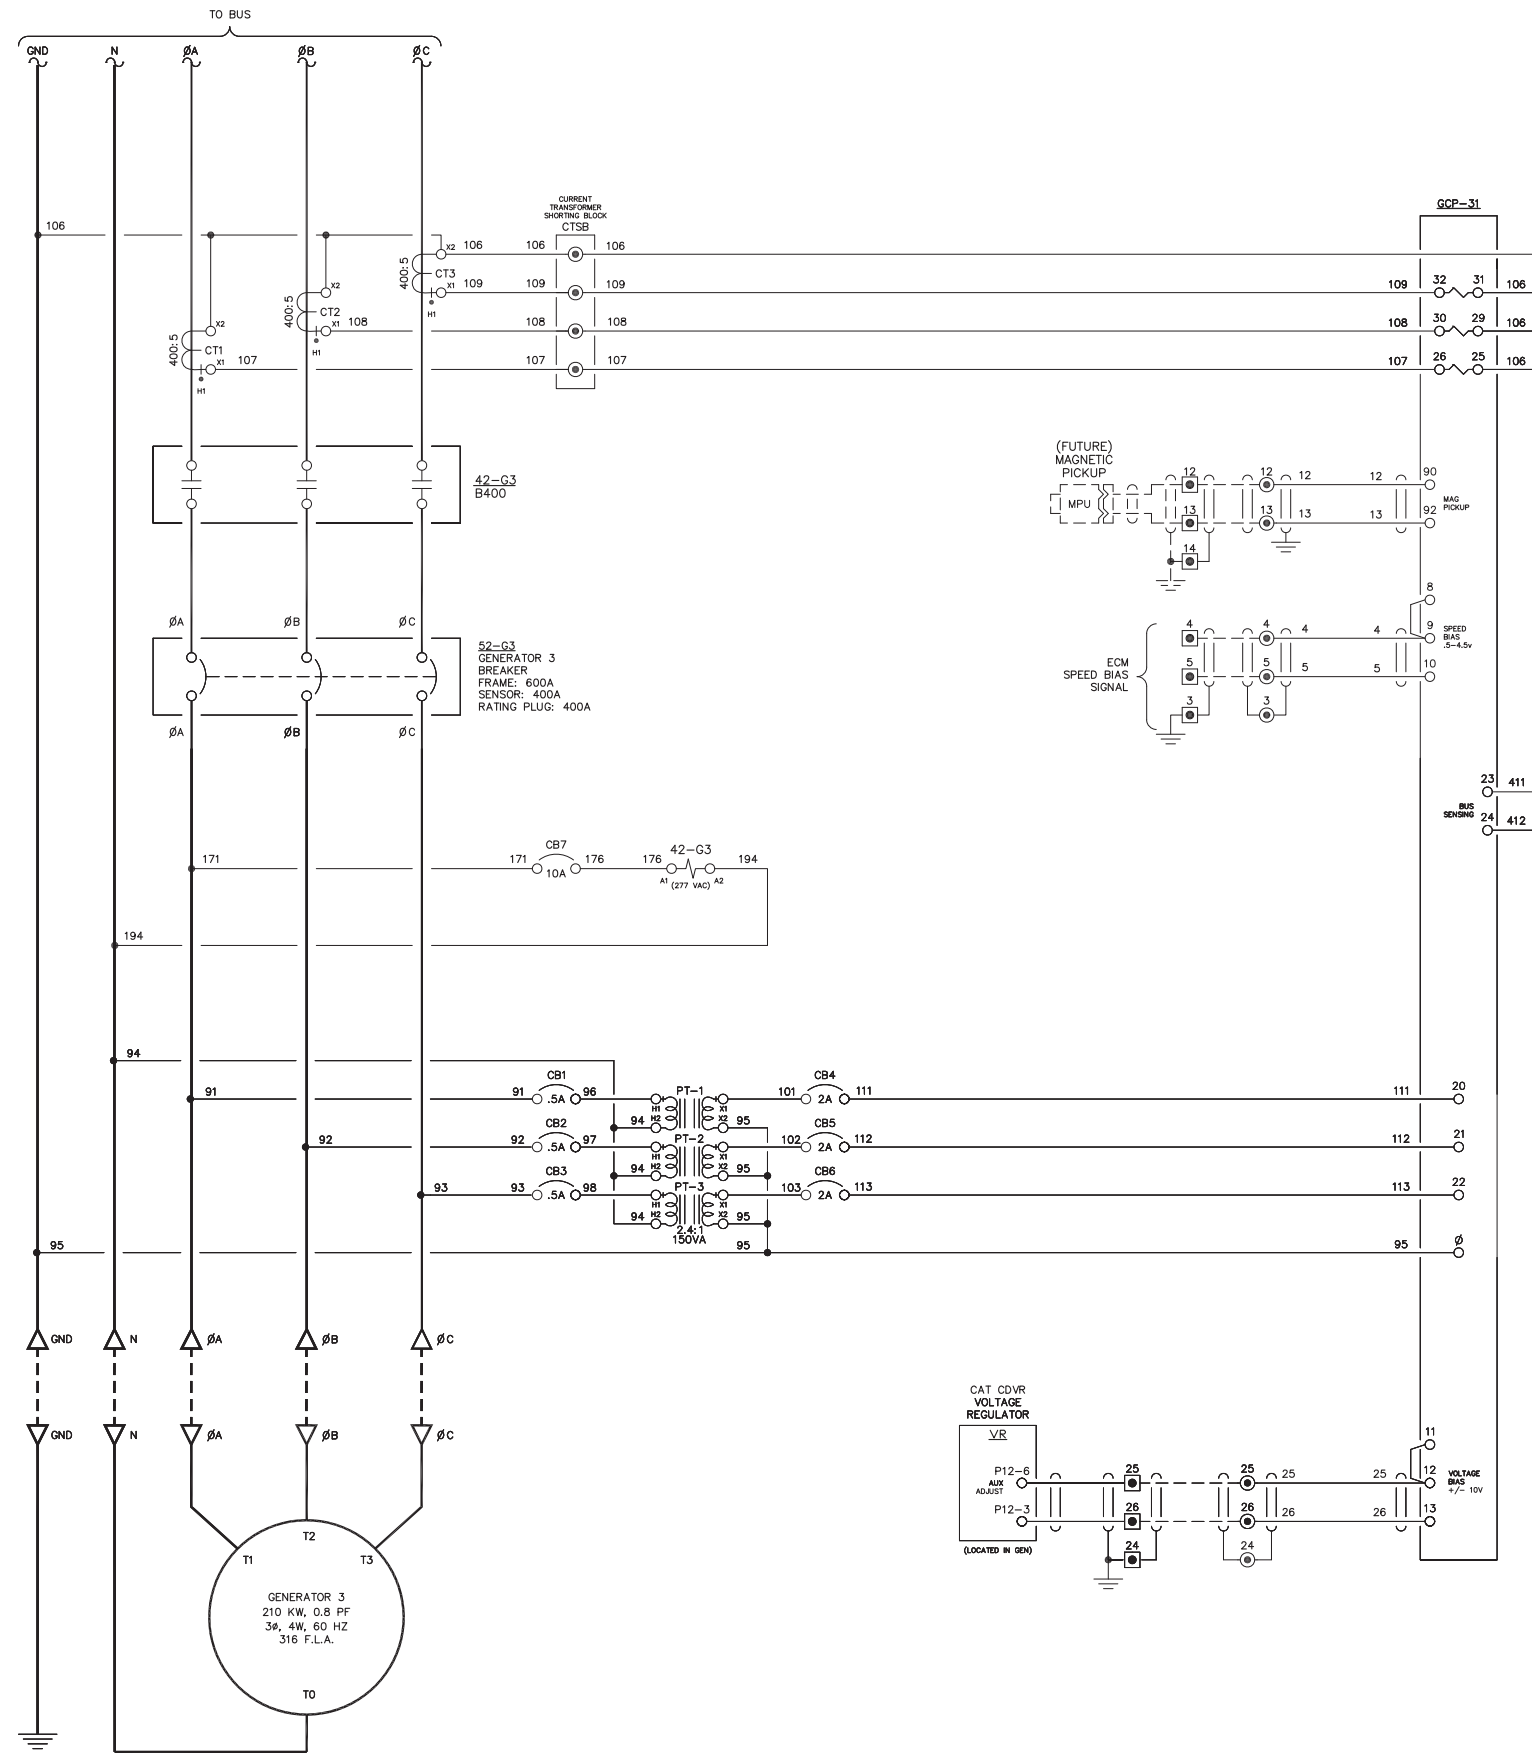 TO BUS
GND N ØA ØB ØC
106
CURRENT
TRANSFORMER
SHORTING BLOCK
CTSB
GCP-31
X2 106 106 106
400:5 CT3
X1 109 109 109 109 32 31 106
H1
X2
400:5 CT2
X1 108 108 108 108 30 29 106
H1
X2
400:5 CT1
X1 107 107 107 107 26 25 106
H1
42-G3
B400
(FUTURE)
MAGNETIC
PICKUP
MPU
12 12 12 12 90
MAG
PICKUP
13 13 13 13 92
14
8
ØA ØB ØC
52-G3
GENERATOR 3
BREAKER
FRAME: 600A
SENSOR: 400A
RATING PLUG: 400A
ØA ØB ØC
ECM
SPEED BIAS
SIGNAL
4 4 4 4 9
SPEED
BIAS
.5-4.5v
5 5 5 5 10
3 3
23 411
BUS
SENSING
24 412
171 171 CB7 176 176 42-G3 194
10A
A1 (277 VAC) A2
194
94
91 91 CB1 96 PT-1 101 CB4 111 111 20
.5A H1 X1 2A
H2 X2
94 95
92 92 CB2 97 PT-2 102 CB5 112 112 21
.5A H1 X1 2A
H2 X2
94 95
93 93 CB3 98 PT-3 103 CB6 113 113 22
.5A H1 X1 2A
H2 X2
94 95
2.4:1
150VA
95 95 95 Ø
GND N ØA ØB ØC
GND N ØA ØB ØC
CAT CDVR
VOLTAGE
REGULATOR
VR
11
P12-6 25 25 25 25 12
AUX
ADJUST
VOLTAGE
BIAS
+/- 10V
P12-3 26 26 26 26 13
(LOCATED IN GEN)
24 24
T1 T2 T3
GENERATOR 3
210 KW, 0.8 PF
3Ø, 4W, 60 HZ
316 F.L.A.
T0